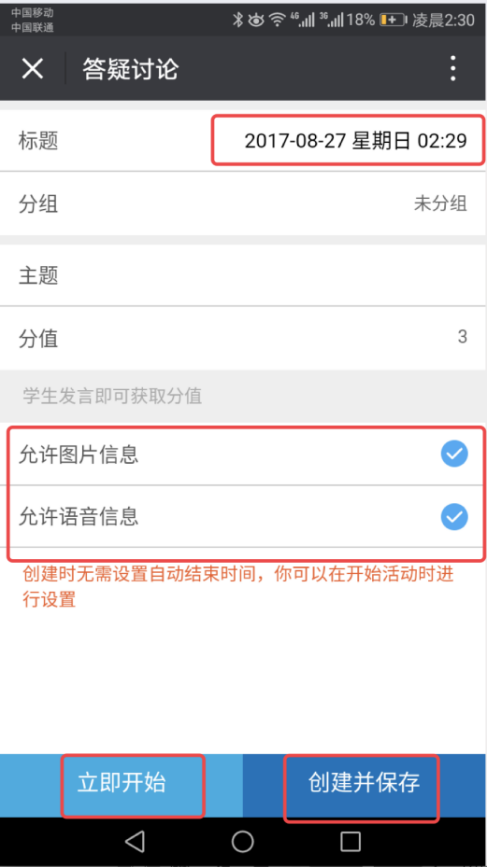 中国移动
中国联通
46 36 18% 凌晨2:30
答疑讨论
标题 2017-08-27 星期日 02:29
分组 未分组
主题
分值 3
学生发言即可获取分值
允许图片信息
允许语音信息
创建时无需设置自动结束时间，你可以在开始活动时进
行设置
立即开始 创建并保存